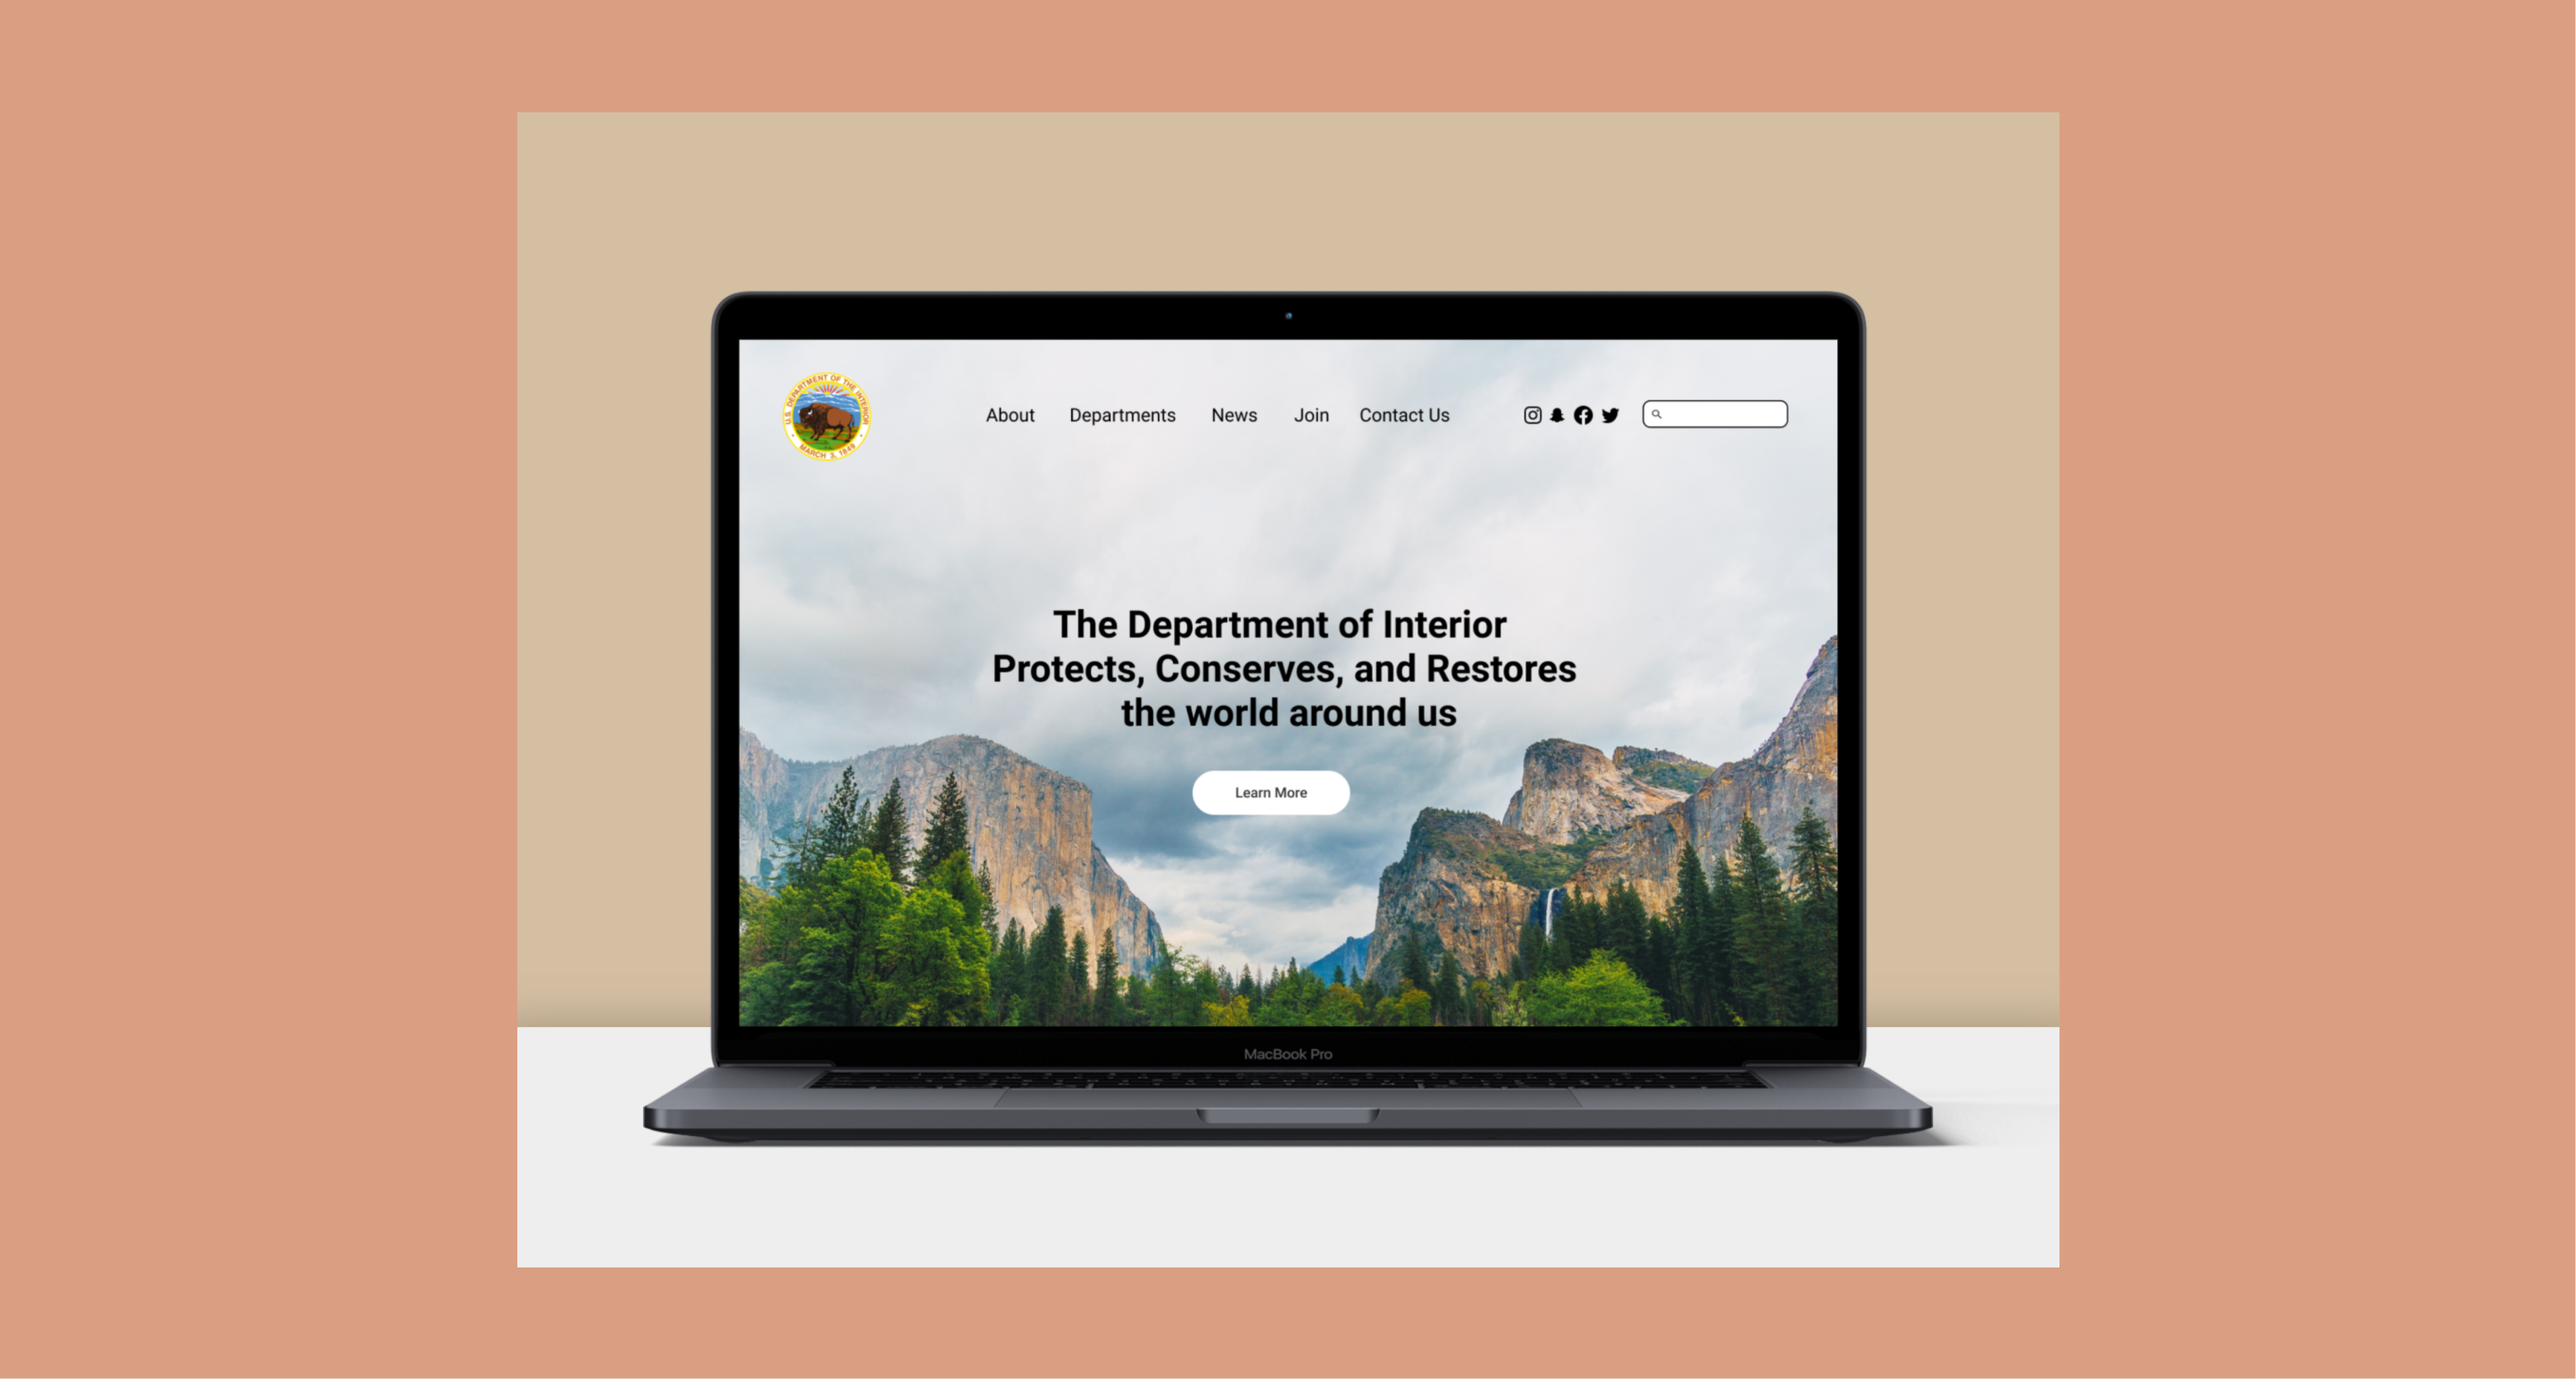 U.S. DEPARTMENT OF THE INTERIOR
MARCH 3, 1849
About Departments News Join Contact Us
The Department of Interior
Protects, Conserves, and Restores
the world around us
Learn More
MacBook Pro